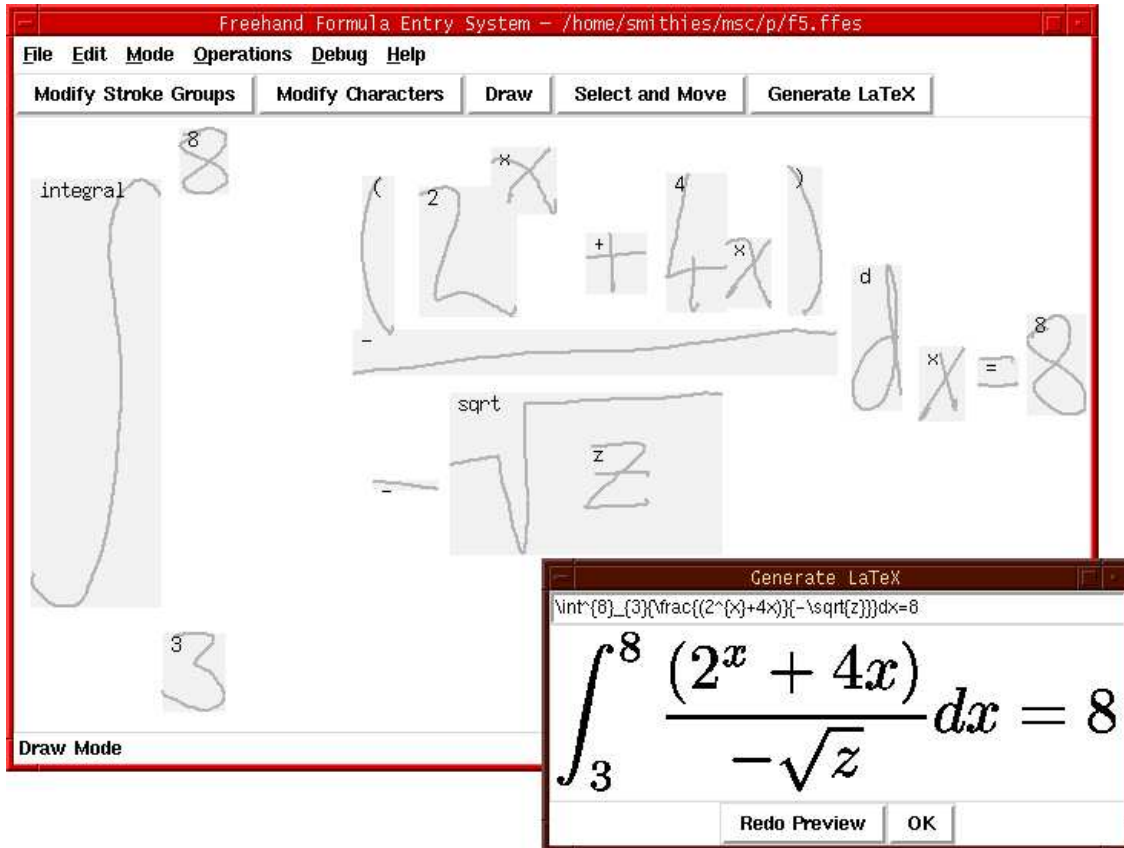 Freehand Formula Entry System – /home/smithies/msc/p/f5.ffes
File Edit Mode Operations Debug Help
Modify Stroke Groups Modify Characters Draw Select and Move Generate LaTeX
8
integral
( 2 x + 4 x )
d x = 8
-
sqrt
- z
3
Draw Mode
Generate LaTeX
\int^{8}_{3}{\frac{(2^{x}+4x)}{-\sqrt{z}}}dx=8
∫₃⁸ (2ˣ + 4x)/(−√z) dx = 8
Redo Preview OK